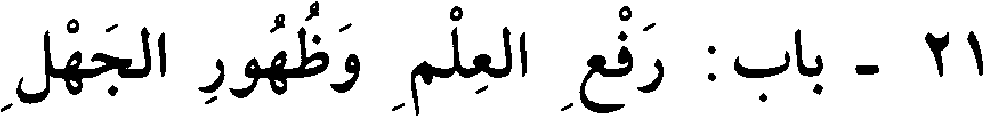 ٢١ - باب: رَفْعِ العِلْمِ وَظُهُورِ الجَهْلِ